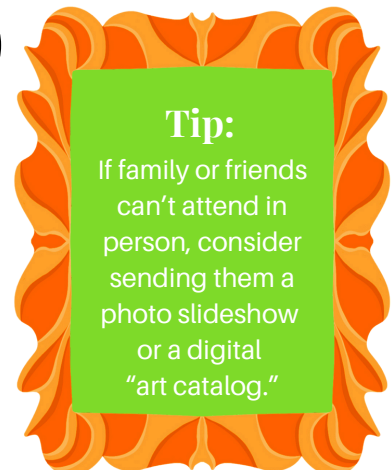 Tip:
If family or friends
can’t attend in
person, consider
sending them a
photo slideshow
or a digital
“art catalog.”